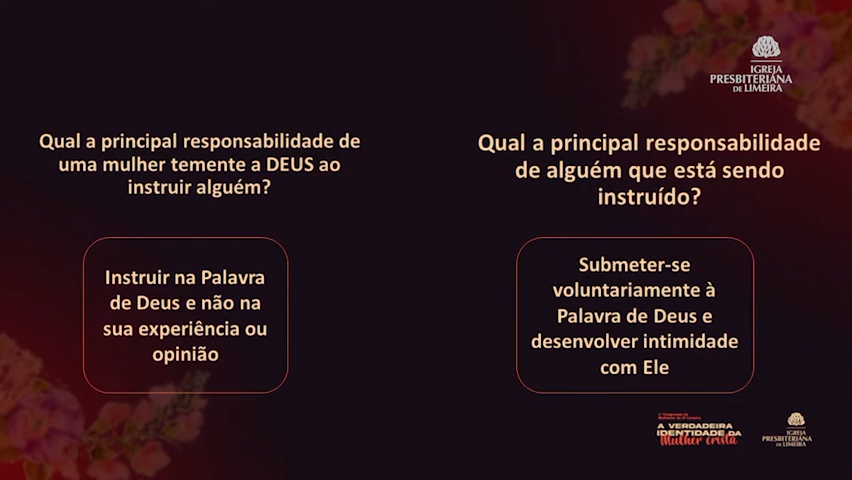 IGREJA
PRESBITERIANA
DE LIMEIRA
Qual a principal responsabilidade de
uma mulher temente a DEUS ao
instruir alguém?
Instruir na Palavra
de Deus e não na
sua experiência ou
opinião
Qual a principal responsabilidade
de alguém que está sendo
instruído?
Submeter-se
voluntariamente à
Palavra de Deus e
desenvolver intimidade
com Ele
A VERDADEIRA
IDENTIDADE DA
Mulher cristã
IGREJA
PRESBITERIANA
DE LIMEIRA